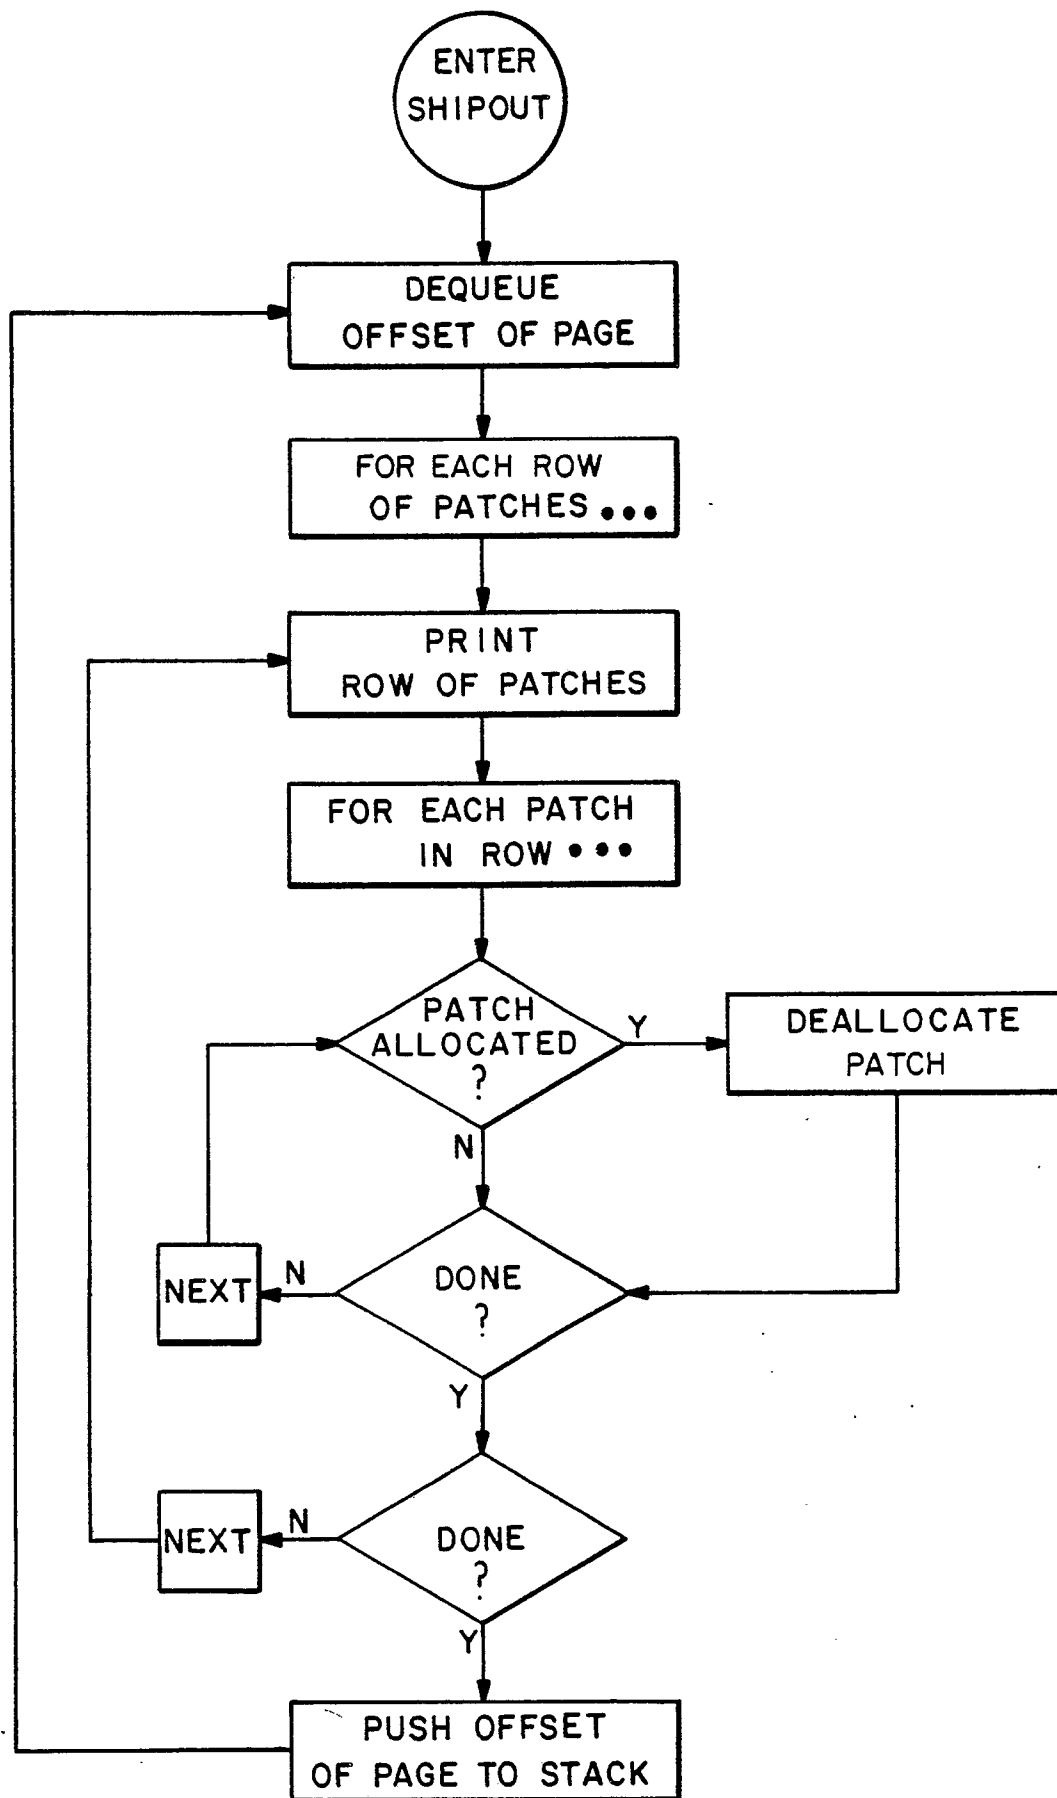 ENTER
SHIPOUT
DEQUEUE
OFFSET OF PAGE
FOR EACH ROW
OF PATCHES •••
PRINT
ROW OF PATCHES
FOR EACH PATCH
IN ROW •••
PATCH
ALLOCATED
?
Y
DEALLOCATE
PATCH
N
DONE
?
N
NEXT
Y
DONE
?
N
NEXT
Y
PUSH OFFSET
OF PAGE TO STACK